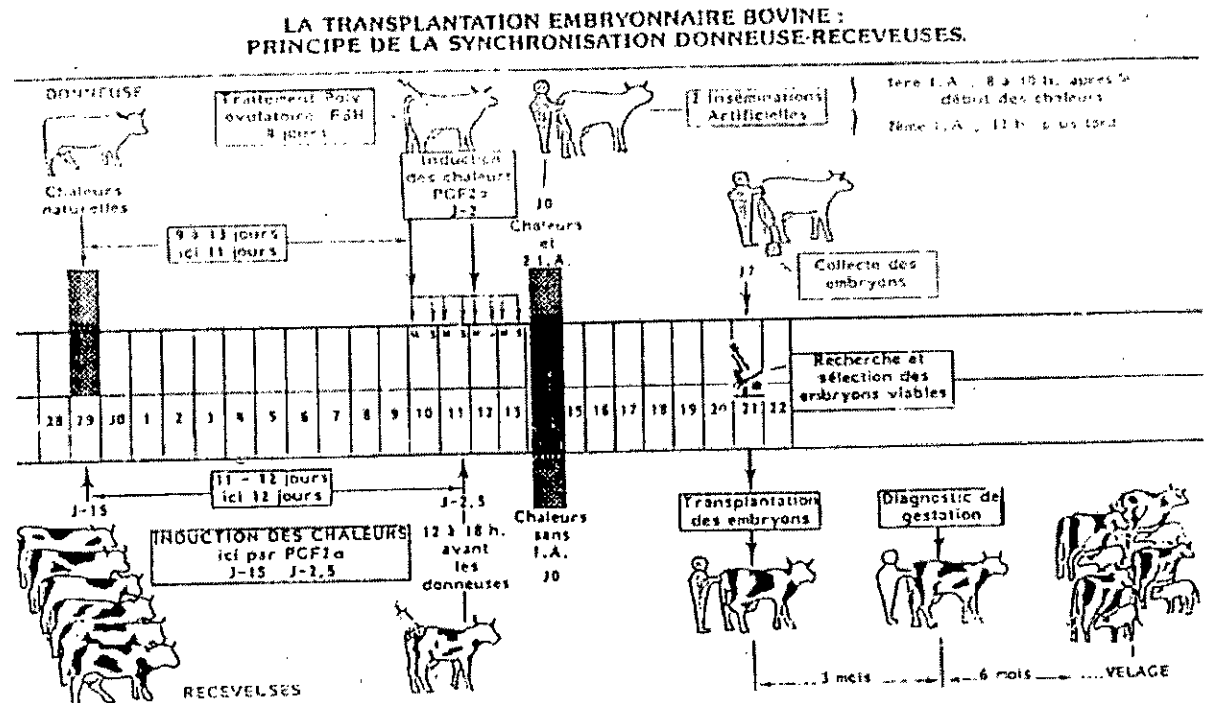 LA TRANSPLANTATION EMBRYONNAIRE BOVINE :
PRINCIPE DE LA SYNCHRONISATION DONNEUSE-RECEVEUSES.
DONNEUSE
Chaleurs
naturelles
Traitement Poly
ovulatoire FSH
4 jours
Induction
des chaleurs
PGF2α
J-2
J0
Chaleurs
et
2 I.A.
2 Inséminations
Artificielles
1ère I.A. , 8 à 10 h. après le
début des chaleurs
2ème I.A. , 12 h. plus tard
9 à 13 jours
ici 11 jours
J7
Collecte des
embryons
M S M S M S M S
Recherche et
sélection des
embryons viables
28 29 30 1 2 3 4 5 6 7 8 9 10 11 12 13 15 16 17 18 19 20 21 22
11 - 12 jours
ici 12 jours
J-15
J-2,5
INDUCTION DES CHALEURS
ici par PGF2α
J-15 J-2,5
12 à 18 h.
avant
les
donneuses
Chaleurs
sans
I.A.
J0
Transplantation
des embryons
Diagnostic de
gestation
RECEVEUSES
3 mois
6 mois
....VELAGE